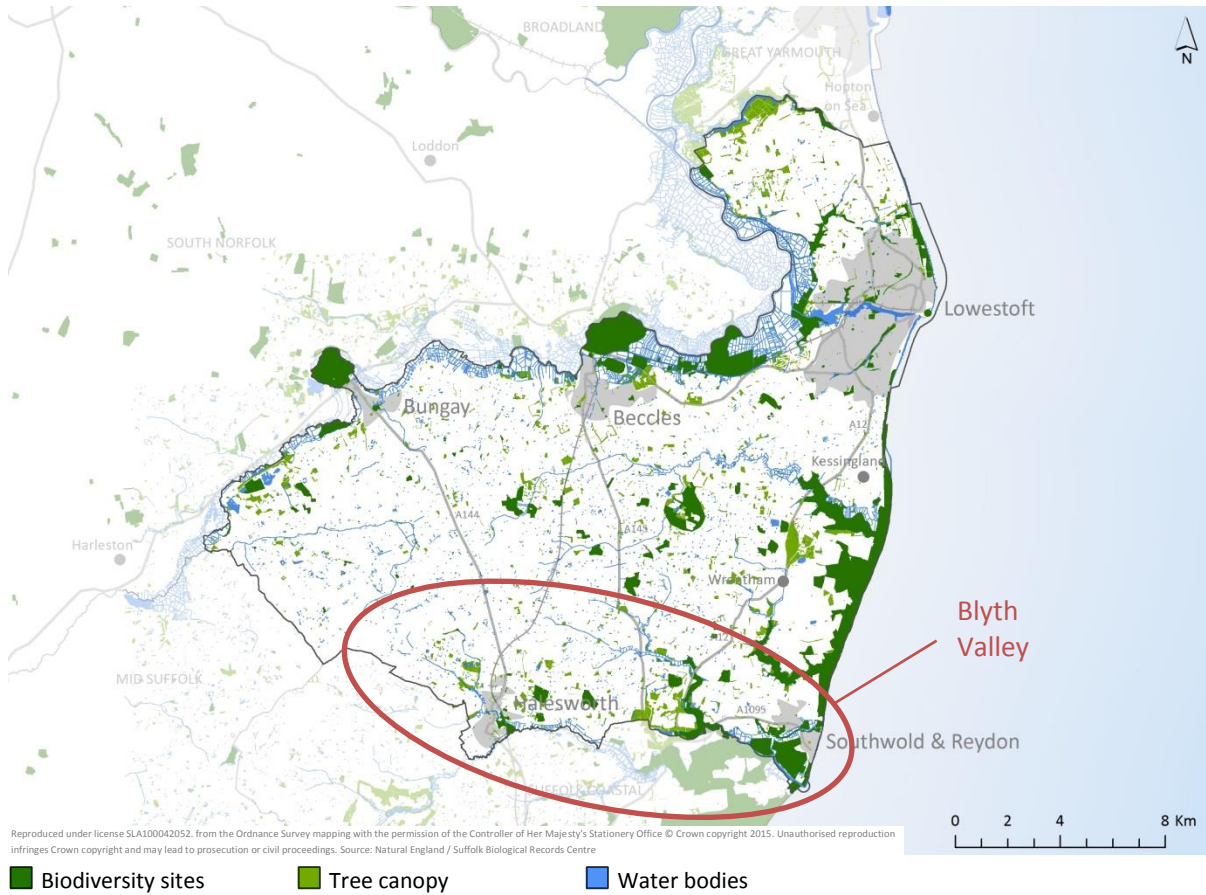 BROADLAND
GREAT YARMOUTH
N
Hopton
on Sea
Loddon
SOUTH NORFOLK
Lowestoft
Bungay
Beccles
A12
Kessingland
A144
A145
Harleston
Wrentham
Blyth
Valley
A12
MID SUFFOLK
Halesworth
A1095
Southwold & Reydon
SUFFOLK COASTAL
0 2 4 8 Km
Reproduced under license SLA100042052. from the Ordnance Survey mapping with the permission of the Controller of Her Majesty's Stationery Office © Crown copyright 2015. Unauthorised reproduction
infringes Crown copyright and may lead to prosecution or civil proceedings. Source: Natural England / Suffolk Biological Records Centre
Biodiversity sites Tree canopy Water bodies